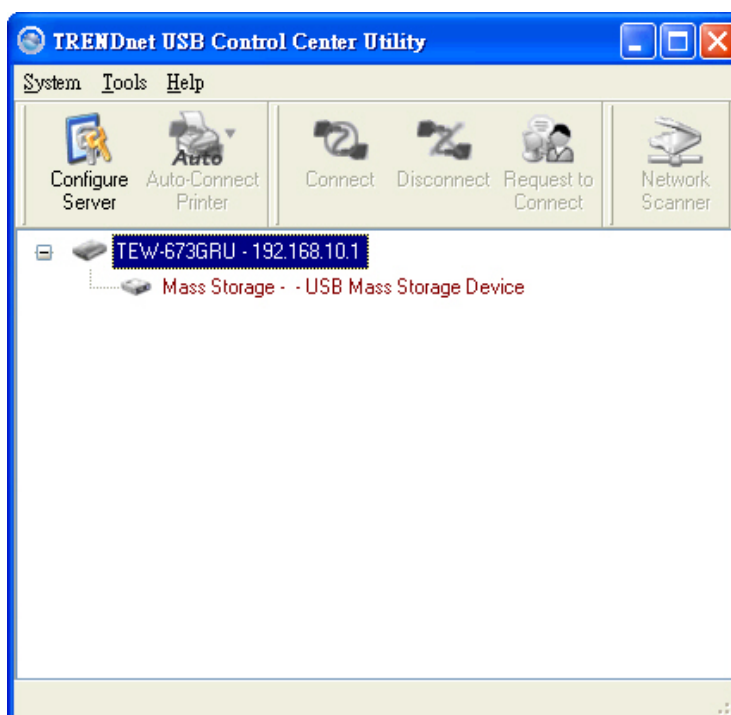 TRENDnet USB Control Center Utility
System Tools Help
Configure Server
Auto
Auto-Connect Printer
Connect
Disconnect
Request to Connect
Network Scanner
TEW-673GRU - 192.168.10.1
Mass Storage - - USB Mass Storage Device